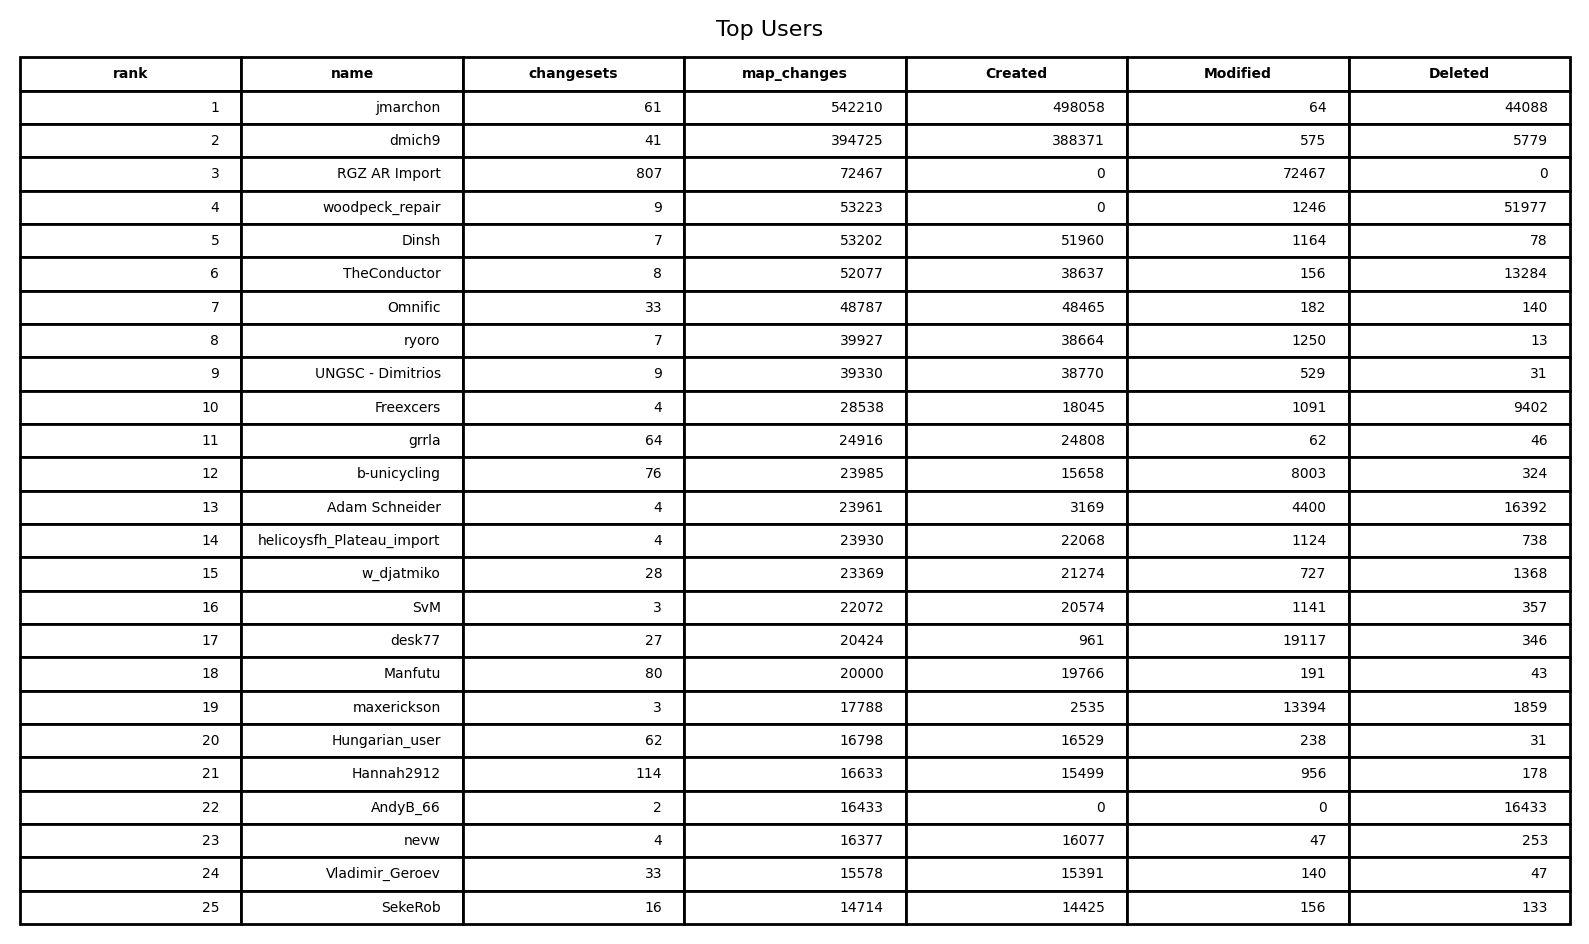 Top Users
rank name changesets map_changes Created Modified Deleted
1 jmarchon 61 542210 498058 64 44088
2 dmich9 41 394725 388371 575 5779
3 RGZ AR Import 807 72467 0 72467 0
4 woodpeck_repair 9 53223 0 1246 51977
5 Dinsh 7 53202 51960 1164 78
6 TheConductor 8 52077 38637 156 13284
7 Omnific 33 48787 48465 182 140
8 ryoro 7 39927 38664 1250 13
9 UNGSC - Dimitrios 9 39330 38770 529 31
10 Freexcers 4 28538 18045 1091 9402
11 grrla 64 24916 24808 62 46
12 b-unicycling 76 23985 15658 8003 324
13 Adam Schneider 4 23961 3169 4400 16392
14 helicoysfh_Plateau_import 4 23930 22068 1124 738
15 w_djatmiko 28 23369 21274 727 1368
16 SvM 3 22072 20574 1141 357
17 desk77 27 20424 961 19117 346
18 Manfutu 80 20000 19766 191 43
19 maxerickson 3 17788 2535 13394 1859
20 Hungarian_user 62 16798 16529 238 31
21 Hannah2912 114 16633 15499 956 178
22 AndyB_66 2 16433 0 0 16433
23 nevw 4 16377 16077 47 253
24 Vladimir_Geroev 33 15578 15391 140 47
25 SekeRob 16 14714 14425 156 133